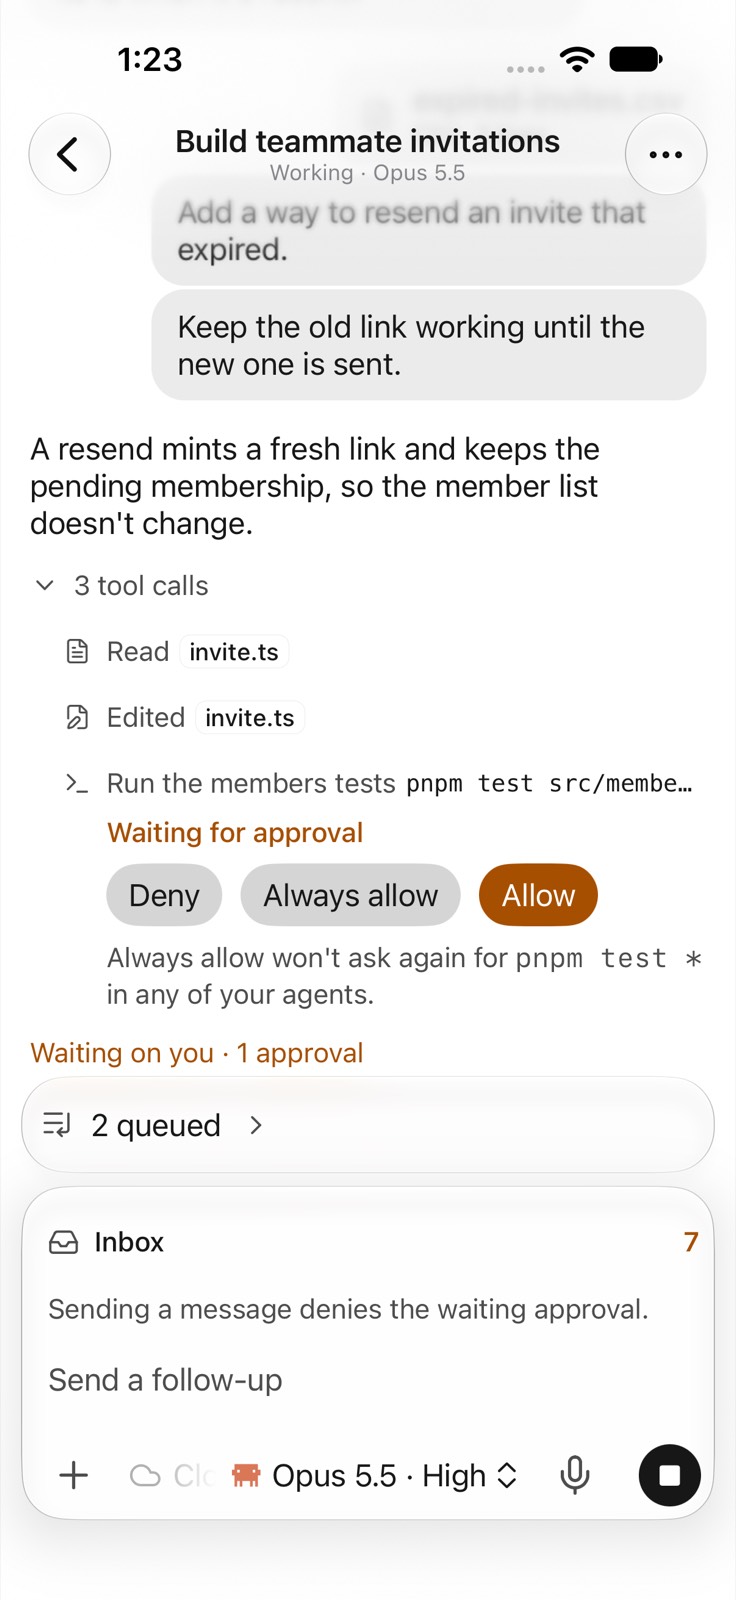 1:23
Build teammate invitations
Working · Opus 5.5
Add a way to resend an invite that
expired.
Keep the old link working until the
new one is sent.
A resend mints a fresh link and keeps the
pending membership, so the member list
doesn't change.
3 tool calls
Read invite.ts
Edited invite.ts
Run the members tests pnpm test src/membe…
Waiting for approval
Deny
Always allow
Allow
Always allow won't ask again for pnpm test *
in any of your agents.
Waiting on you · 1 approval
2 queued
Inbox
7
Sending a message denies the waiting approval.
Send a follow-up
Opus 5.5 · High